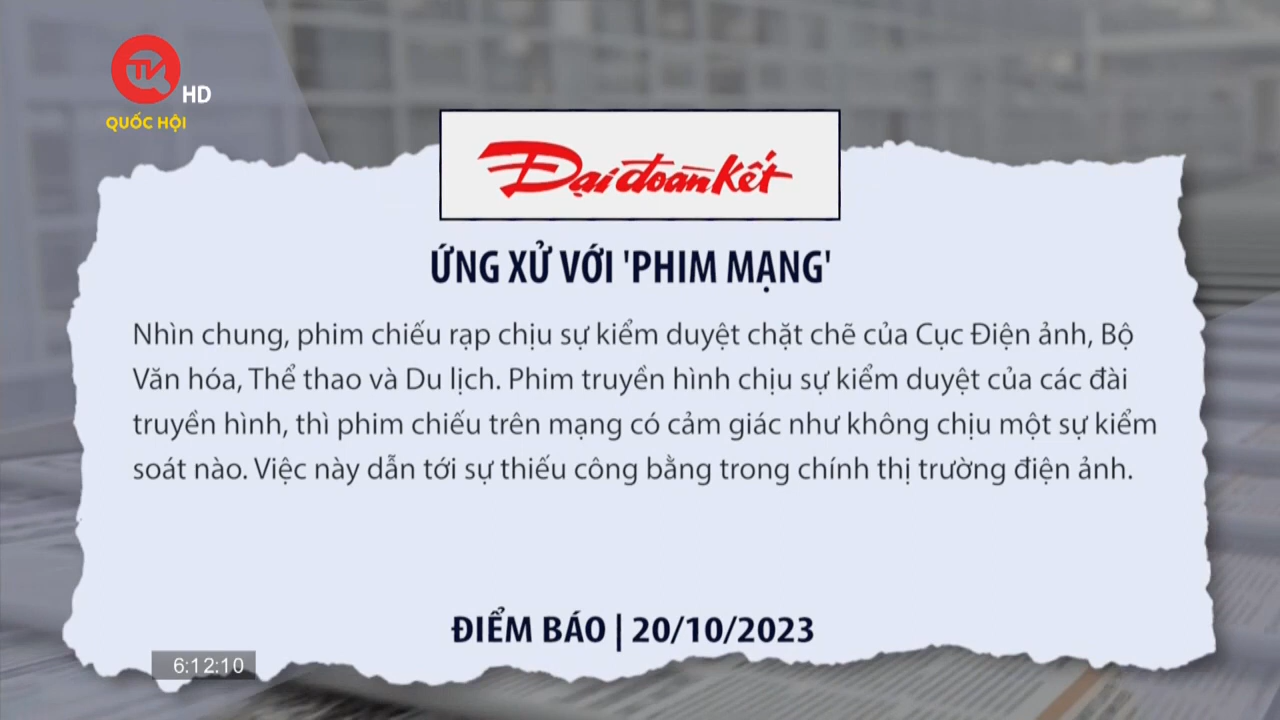 TV HD
QUỐC HỘI
Đại đoàn kết
ỨNG XỬ VỚI 'PHIM MẠNG'
Nhìn chung, phim chiếu rạp chịu sự kiểm duyệt chặt chẽ của Cục Điện ảnh, Bộ
Văn hóa, Thể thao và Du lịch. Phim truyền hình chịu sự kiểm duyệt của các đài
truyền hình, thì phim chiếu trên mạng có cảm giác như không chịu một sự kiểm
soát nào. Việc này dẫn tới sự thiếu công bằng trong chính thị trường điện ảnh.
ĐIỂM BÁO | 20/10/2023
6:12:10